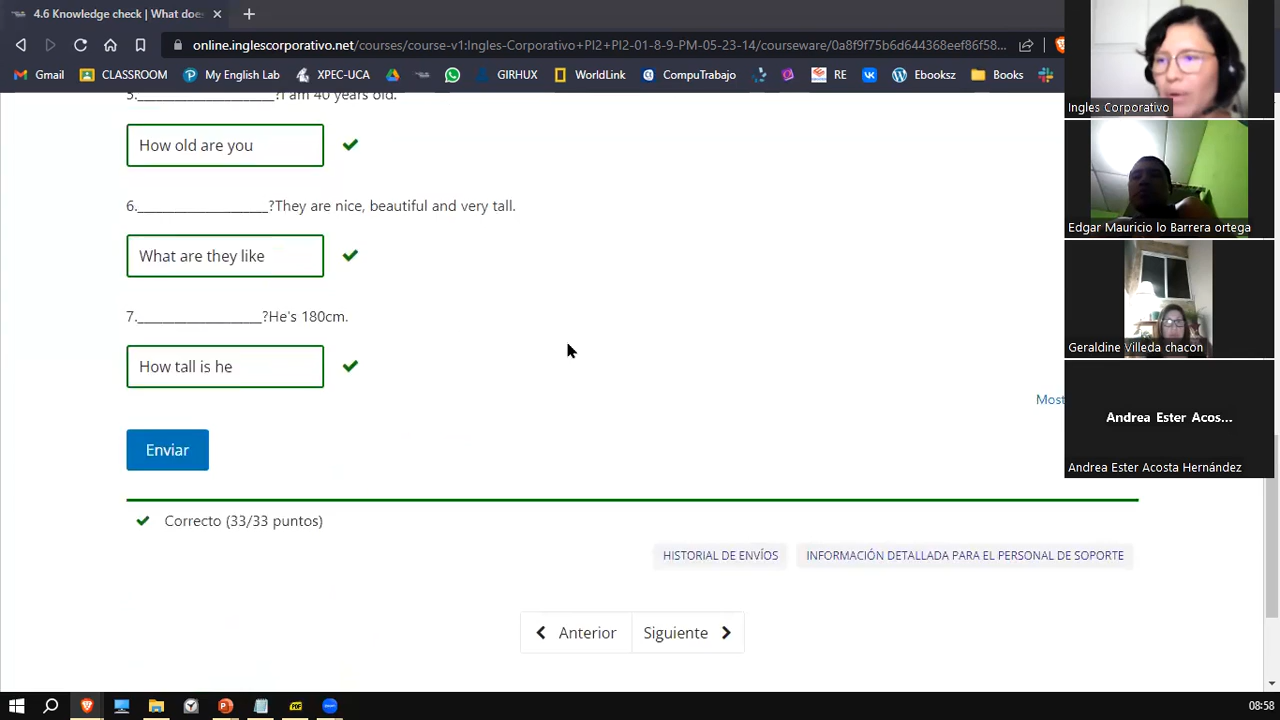 4.6 Knowledge check | What doe
online.inglescorporativo.net/courses/course-v1:Ingles-Corporativo+PI2+PI2-01-8-9-PM-05-23-14/courseware/0a8f9f75b6d644368eef86f58...
Gmail CLASSROOM My English Lab XPEC-UCA GIRHUX WorldLink CompuTrabajo RE Ebooksz Books
5.____________________?I am 40 years old.
How old are you
6.___________________?They are nice, beautiful and very tall.
What are they like
7.__________________?He's 180cm.
How tall is he
Most
Enviar
Correcto (33/33 puntos)
HISTORIAL DE ENVÍOS INFORMACIÓN DETALLADA PARA EL PERSONAL DE SOPORTE
Anterior Siguiente
Ingles Corporativo
Edgar Mauricio lo Barrera ortega
Geraldine Villeda chacon
Andrea Ester Acos...
Andrea Ester Acosta Hernández
08:58